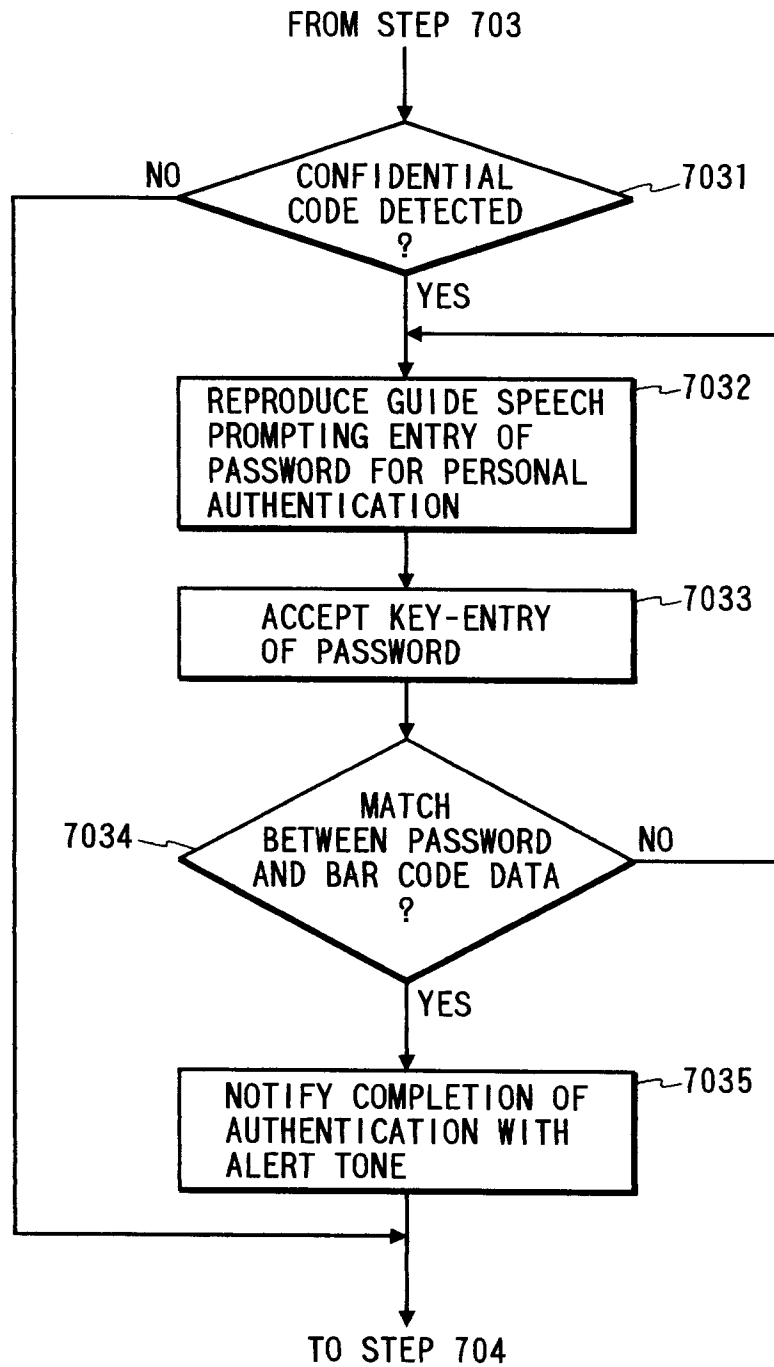 FROM STEP 703
NO
CONFIDENTIAL
CODE DETECTED
?
7031
YES
REPRODUCE GUIDE SPEECH
PROMPTING ENTRY OF
PASSWORD FOR PERSONAL
AUTHENTICATION
7032
ACCEPT KEY-ENTRY
OF PASSWORD
7033
7034
MATCH
BETWEEN PASSWORD
AND BAR CODE DATA
?
NO
YES
NOTIFY COMPLETION OF
AUTHENTICATION WITH
ALERT TONE
7035
TO STEP 704